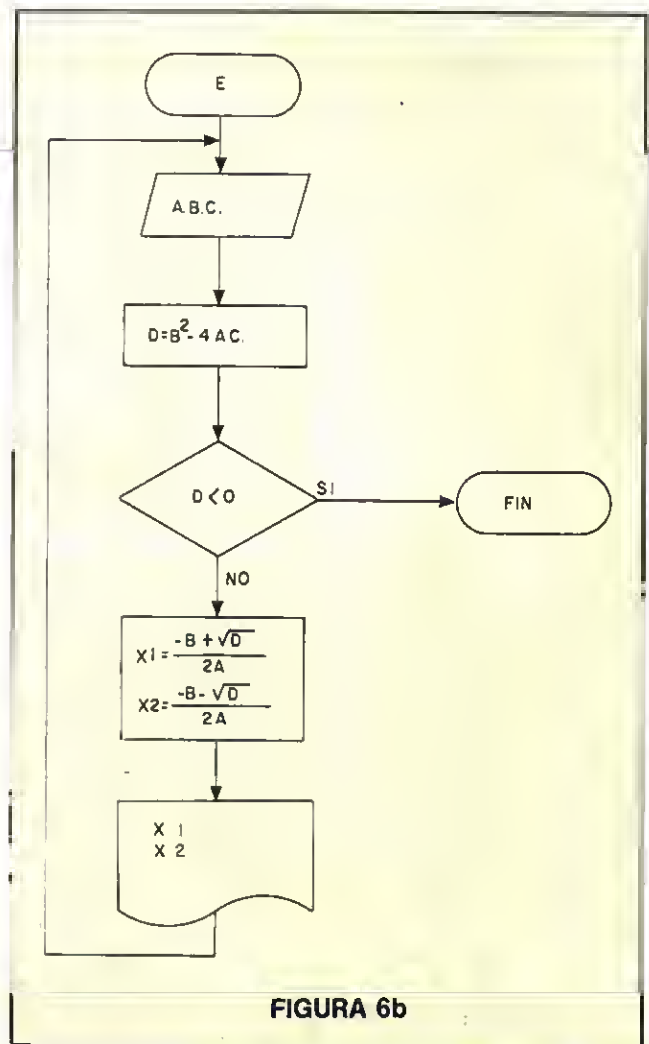 E
A.B.C.
D=B²-4AC.
D<0
SI
FIN
NO
X1=-B+√D/2A
X2=-B-√D/2A
X1
X2
FIGURA 6b